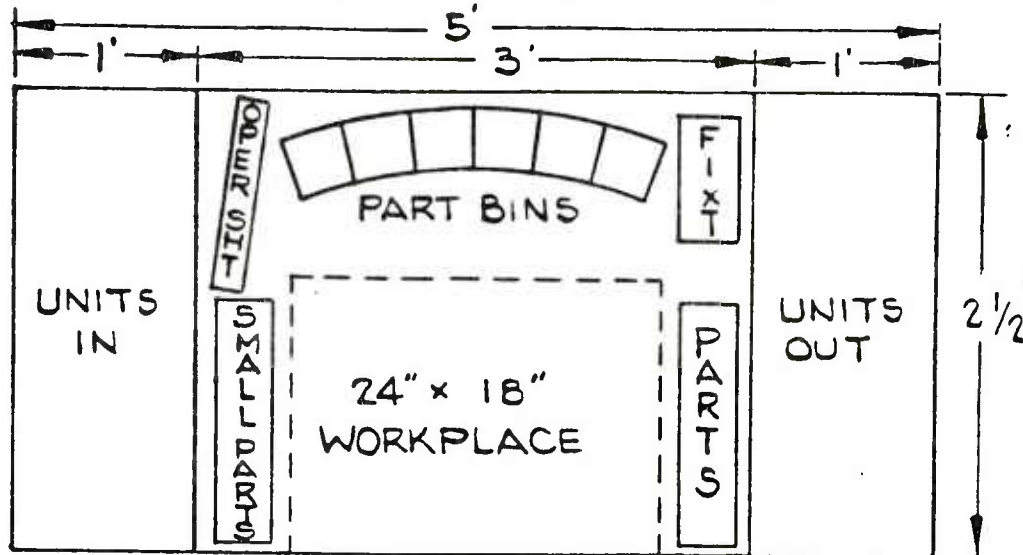 5'
1' 3' 1'
OPER SHT
PART BINS
FIXT
UNITS
IN
SMALL PARTS
24" x 18"
WORKPLACE
PARTS
UNITS
OUT
2 1/2